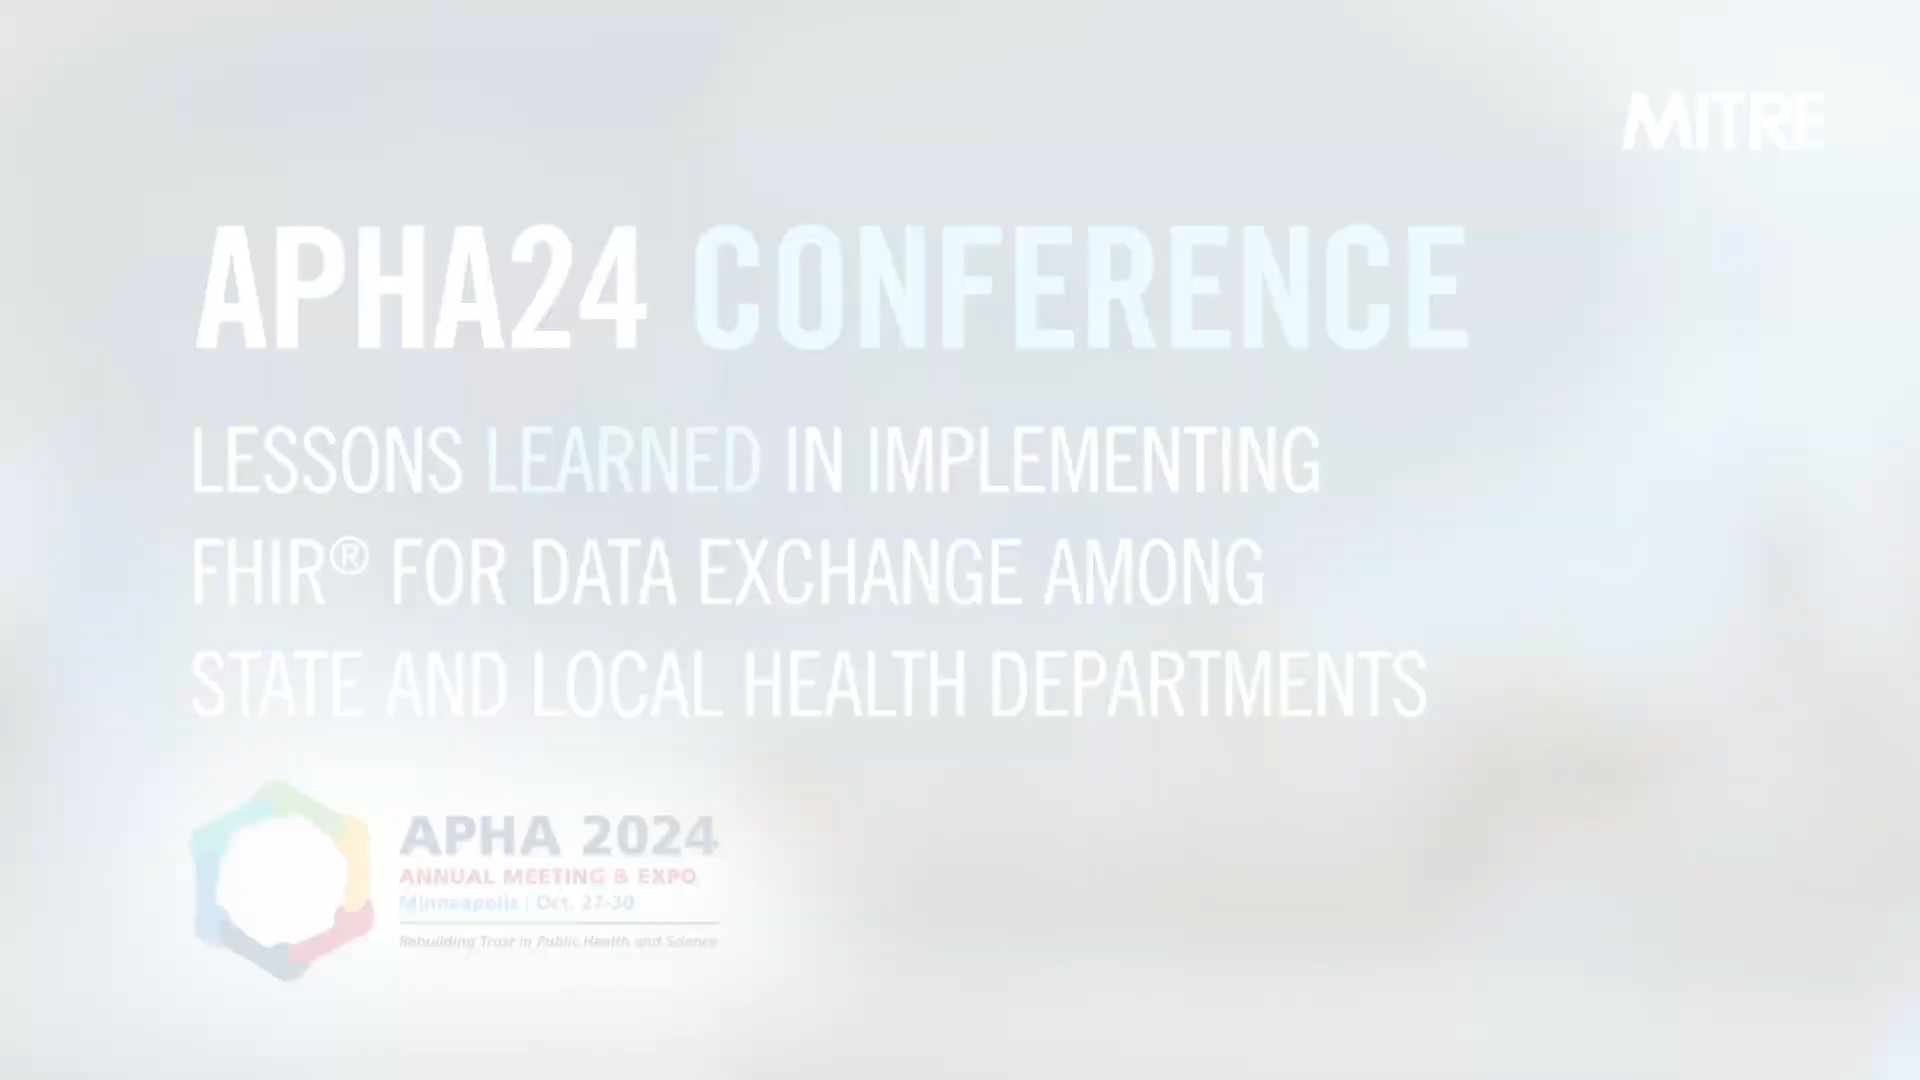 MITRE
APHA24 CONFERENCE
LESSONS LEARNED IN IMPLEMENTING
FHIR® FOR DATA EXCHANGE AMONG
STATE AND LOCAL HEALTH DEPARTMENTS
APHA 2024
ANNUAL MEETING & EXPO
Minneapolis | Oct. 27-30
Rebuilding Trust in Public Health and Science